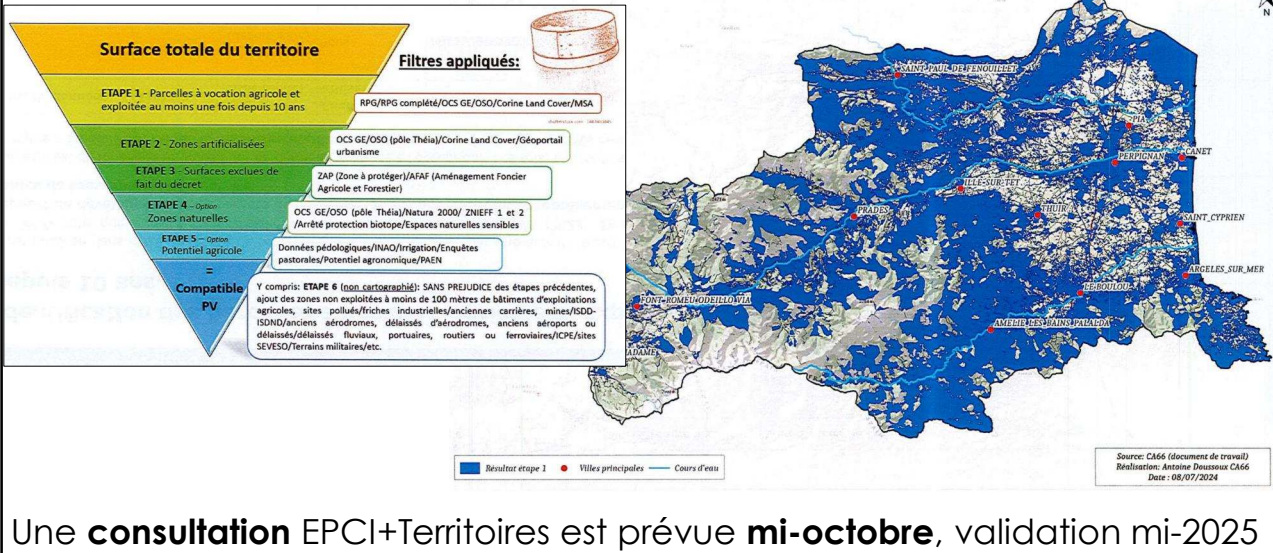 Surface totale du territoire
Filtres appliqués:
ETAPE 1 - Parcelles à vocation agricole et
exploitée au moins une fois depuis 10 ans
RPG/RPG complété/OCS GE/OSO/Corine Land Cover/MSA
ETAPE 2 - Zones artificialisées
OCS GE/OSO (pôle Théia)/Corine Land Cover/Géoportail
urbanisme
ETAPE 3 - Surfaces exclues de
fait du décret
ZAP (Zone à protéger)/AFAF (Aménagement Foncier
Agricole et Forestier)
ETAPE 4 - Option
Zones naturelles
OCS GE/OSO (pôle Théia)/Natura 2000/ ZNIEFF 1 et 2
/Arrêté protection biotope/Espaces naturelles sensibles
ETAPE 5 - Option
Potentiel agricole
Données pédologiques/INAO/Irrigation/Enquêtes
pastorales/Potentiel agronomique/PAEN
=
Compatible
PV
Y compris: ETAPE 6 (non cartographié): SANS PREJUDICE des étapes précédentes,
ajout des zones non exploitées à moins de 100 mètres de bâtiments d'exploitations
agricoles, sites pollués/friches industrielles/anciennes carrières, mines/ISDD-
ISDND/anciens aérodromes, délaissés d'aérodromes, anciens aéroports ou
délaissés/délaissés fluviaux, portuaires, routiers ou ferroviaires/ICPE/sites
SEVESO/Terrains militaires/etc.
N
SAINT_PAUL_DE_FENOUILLET
PIA
CANET
PERPIGNAN
ILLE-SUR-TET
PRADES
THUIR
SAINT_CYPRIEN
ARGELES_SUR_MER
LE-BOULOU
FONT_ROMEU_ODEILLO_VIA
AMELIE_LES_BAINS_PALALDA
Résultat étape 1
Villes principales
Cours d'eau
Source: CA66 (document de travail)
Réalisation: Antoine Doussoux CA66
Date : 08/07/2024
Une consultation EPCI+Territoires est prévue mi-octobre, validation mi-2025